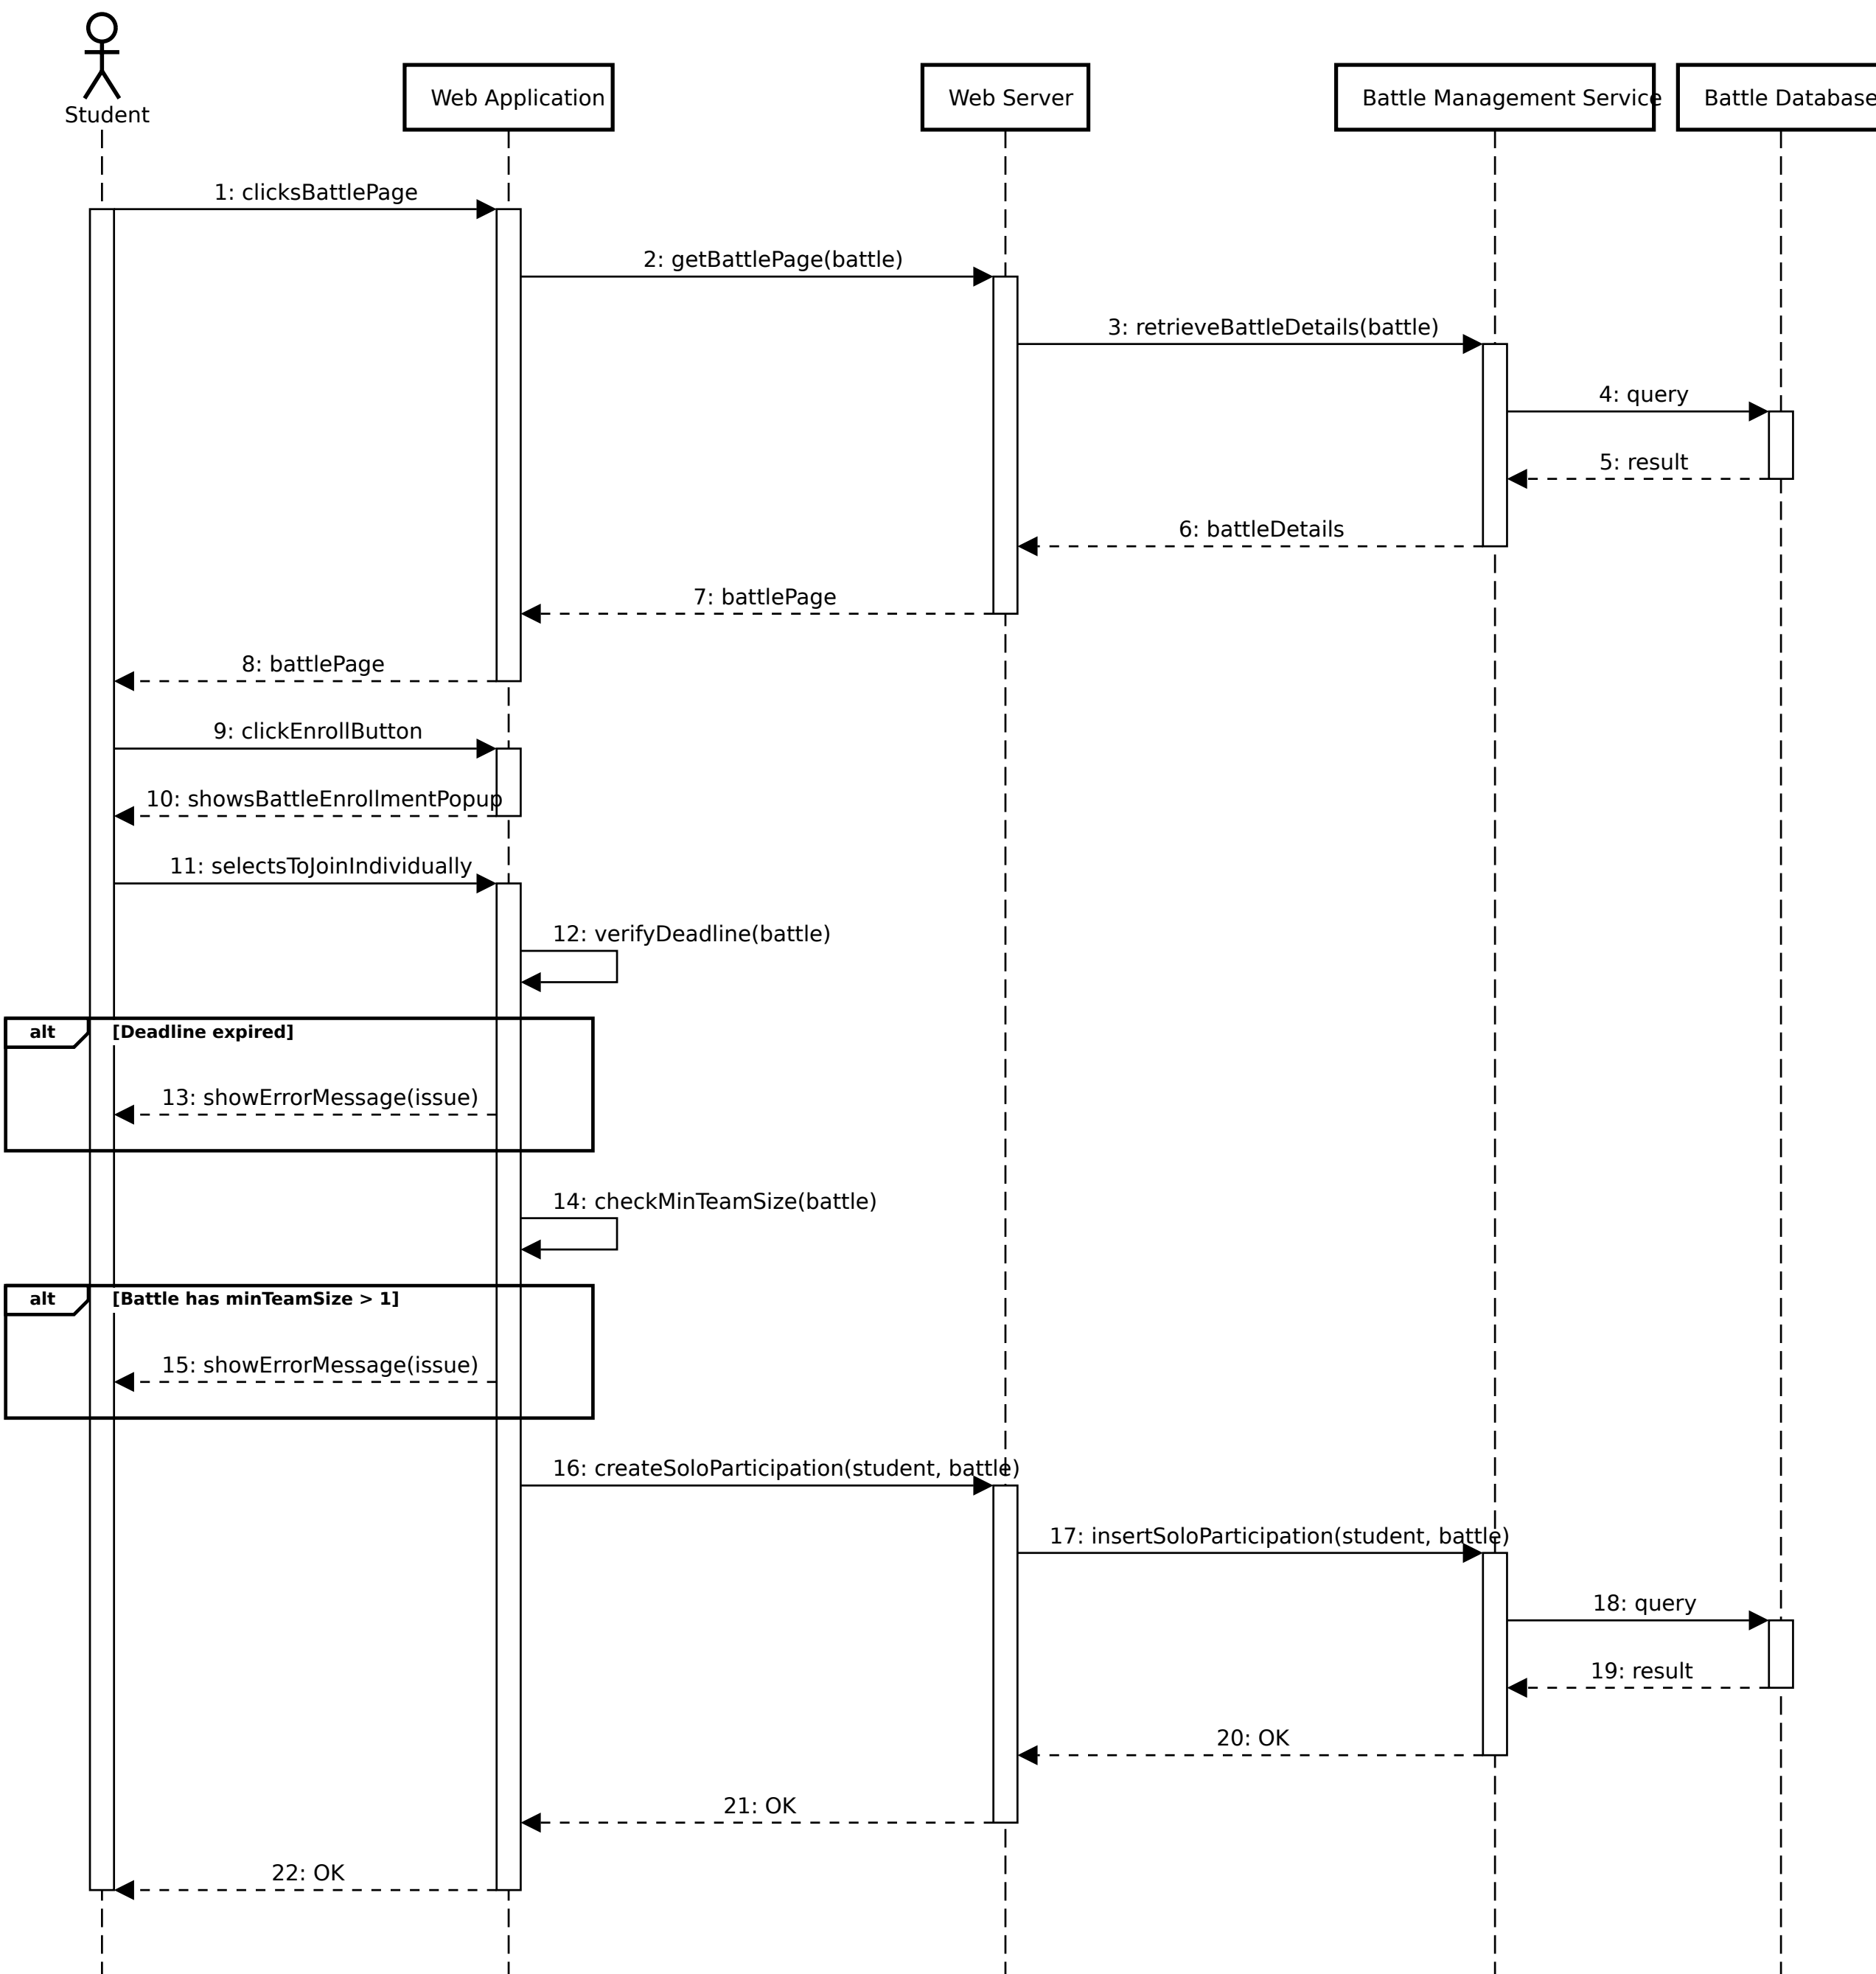 Student
Web Application
Web Server
Battle Management Service
Battle Database
1: clicksBattlePage
2: getBattlePage(battle)
3: retrieveBattleDetails(battle)
4: query
5: result
6: battleDetails
7: battlePage
8: battlePage
9: clickEnrollButton
10: showsBattleEnrollmentPopup
11: selectsToJoinIndividually
12: verifyDeadline(battle)
alt [Deadline expired]
13: showErrorMessage(issue)
14: checkMinTeamSize(battle)
alt [Battle has minTeamSize > 1]
15: showErrorMessage(issue)
16: createSoloParticipation(student, battle)
17: insertSoloParticipation(student, battle)
18: query
19: result
20: OK
21: OK
22: OK